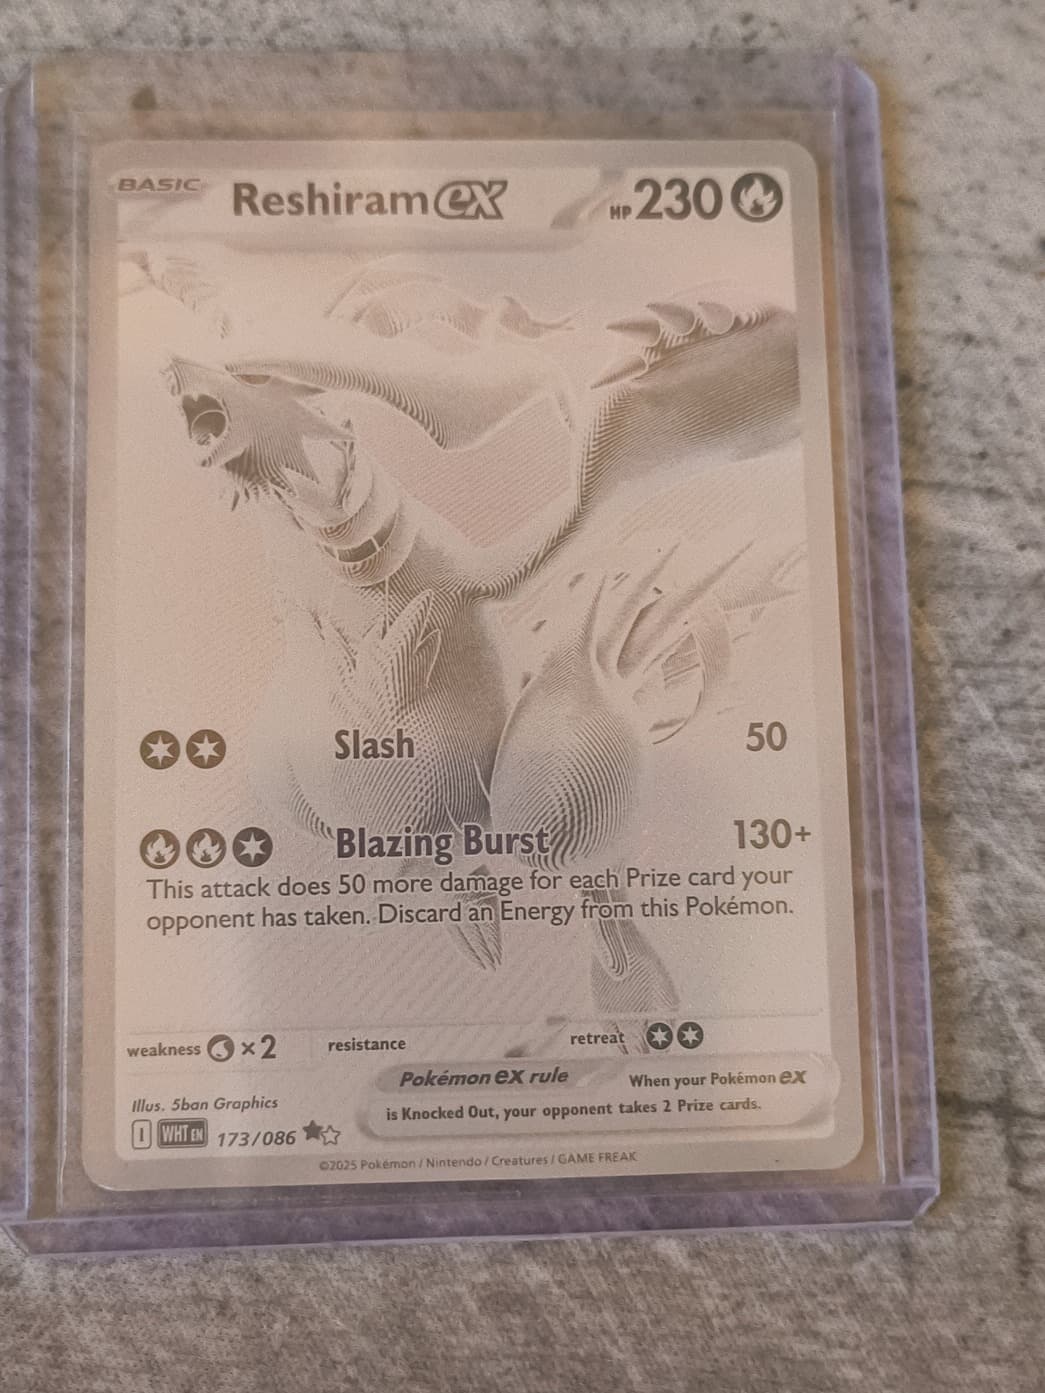 BASIC Reshiram ex HP 230
Slash 50
Blazing Burst 130+
This attack does 50 more damage for each Prize card your
opponent has taken. Discard an Energy from this Pokémon.
weakness ×2 resistance retreat
Pokémon ex rule When your Pokémon ex
is Knocked Out, your opponent takes 2 Prize cards.
Illus. 5ban Graphics
I WHT EN 173/086
©2025 Pokémon / Nintendo / Creatures / GAME FREAK